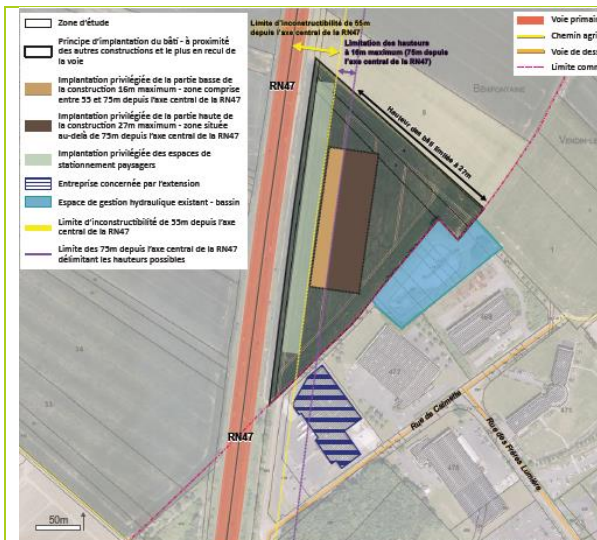 Zone d'étude
Principe d'implantation du bâti - à proximité
des autres constructions et le plus en recul de
la voie
Implantation privilégiée de la partie basse de
la construction 16m maximum - zone comprise
entre 55 et 75m depuis l'axe central de la RN47
Implantation privilégiée de la partie haute de
la construction 27m maximum - zone située
au-delà de 75m depuis l'axe central de la RN47
Implantation privilégiée des espaces de
stationnement paysagers
Entreprise concernée par l'extension
Espace de gestion hydraulique existant - bassin
Limite d'inconstructibilité de 55m depuis l'axe
central de la RN47
Limite des 75m depuis l'axe central de la RN47
délimitant les hauteurs possibles
Limite d'inconstructibilité de 55m
depuis l'axe central de la RN47
Limitation des hauteurs
à 16m maximum (75m depuis
l'axe central de la RN47)
Voie primai
Chemin agri
Voie de des
Limite comm
RN47
Hauteur des bâtis limitée à 27m
RN47
Rue de Calmette
Rue des Frères Lumière
50m